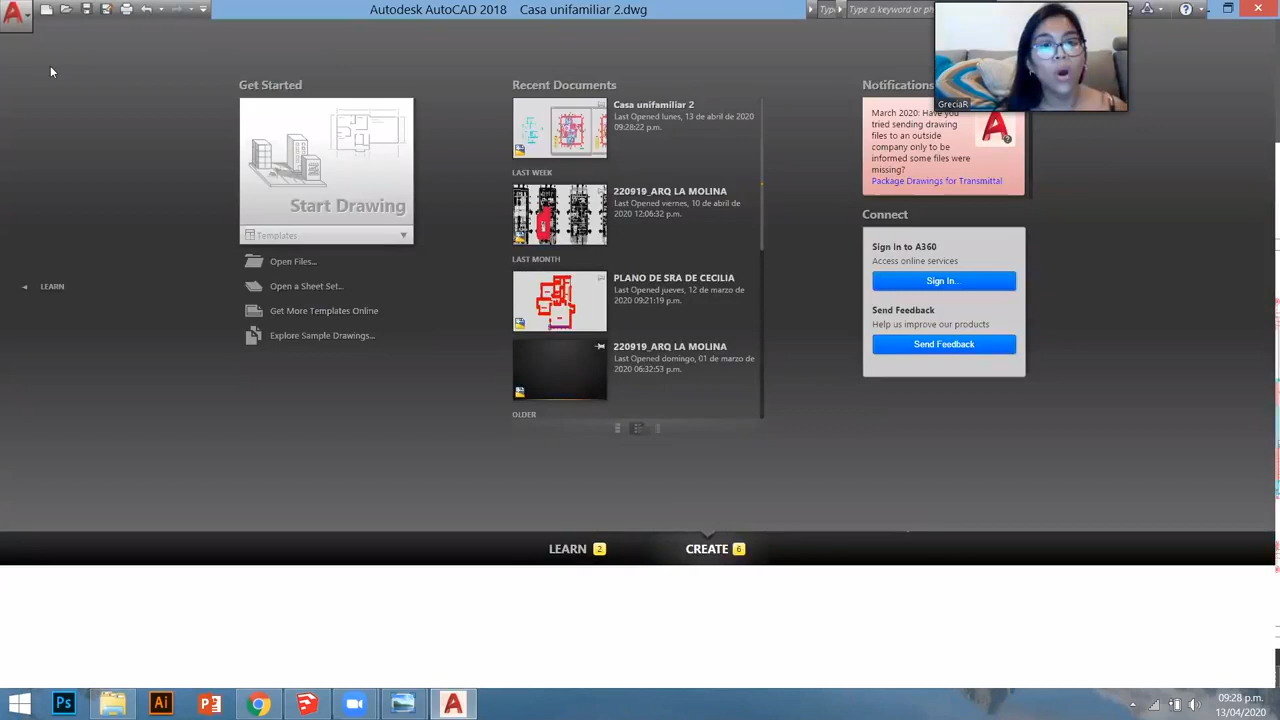 Autodesk AutoCAD 2018 Casa unifamiliar 2.dwg
Type a keyword or ph
GreciaR
Get Started
Start Drawing
Templates
Open Files...
Open a Sheet Set...
Get More Templates Online
Explore Sample Drawings...
LEARN
Recent Documents
Casa unifamiliar 2
Last Opened lunes, 13 de abril de
2020
09:28:22 p.m.
LAST WEEK
220919_ARQ LA MOLINA
Last Opened viernes, 10 de abril de
2020 12:06:32 p.m.
LAST MONTH
PLANO DE SRA DE CECILIA
Last Opened jueves, 12 de marzo de
2020 09:21:19 p.m.
220919_ARQ LA MOLINA
Last Opened domingo, 01 de marzo de
2020 06:32:53 p.m.
OLDER
Notifications
March 2020: Have you
tried sending drawing
files to an outside
company only to be
informed some files were
missing?
Package Drawings for Transmittal
Connect
Sign In to A360
Access online services
Sign In...
Send Feedback
Help us improve our products
Send Feedback
LEARN 2
CREATE 6
Ps
Ai
09:28 p.m.
13/04/2020